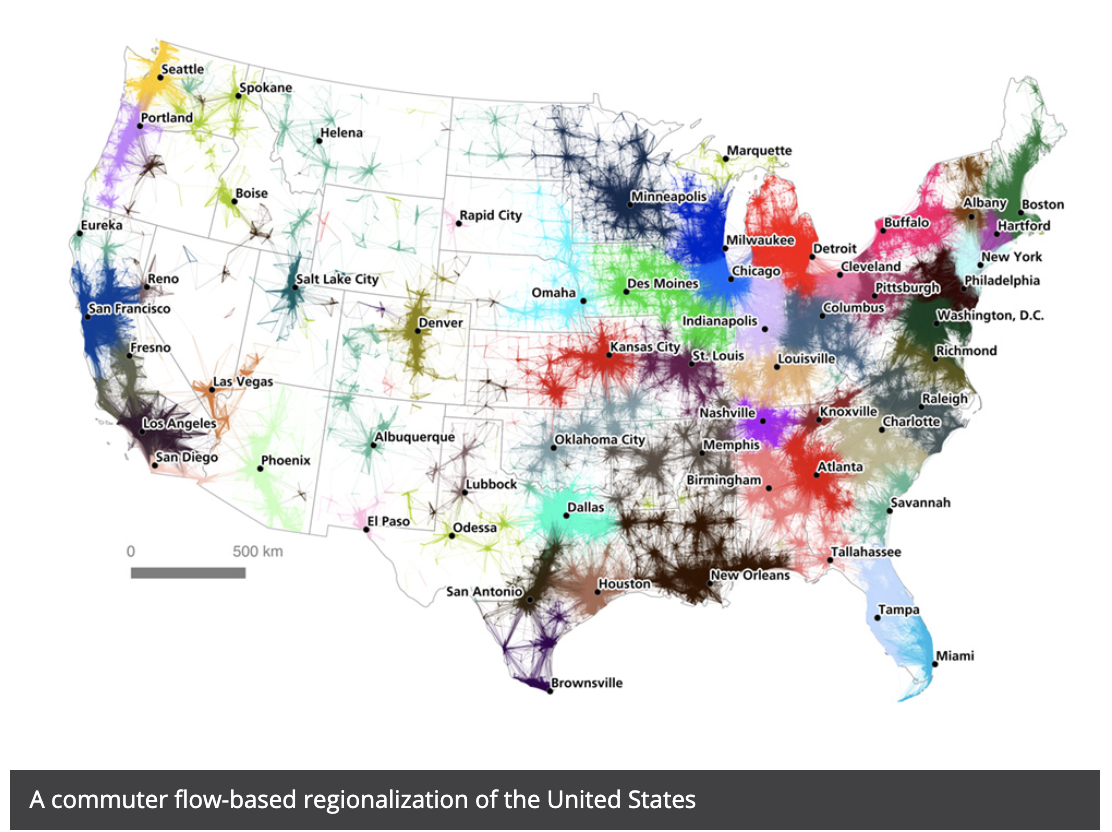 Seattle
Spokane
Portland
Helena
Marquette
Boise
Minneapolis
Rapid City
Albany
Boston
Eureka
Buffalo
Hartford
Milwaukee
Detroit
New York
Cleveland
Chicago
Reno
Salt Lake City
Des Moines
Pittsburgh
Philadelphia
Omaha
San Francisco
Columbus
Washington, D.C.
Denver
Indianapolis
Fresno
Kansas City
St. Louis
Louisville
Richmond
Las Vegas
Raleigh
Nashville
Knoxville
Los Angeles
Charlotte
Albuquerque
Oklahoma City
Memphis
San Diego
Phoenix
Atlanta
Birmingham
Lubbock
Savannah
Dallas
El Paso
Odessa
0
500 km
Tallahassee
New Orleans
Houston
San Antonio
Tampa
Miami
Brownsville
A commuter flow-based regionalization of the United States